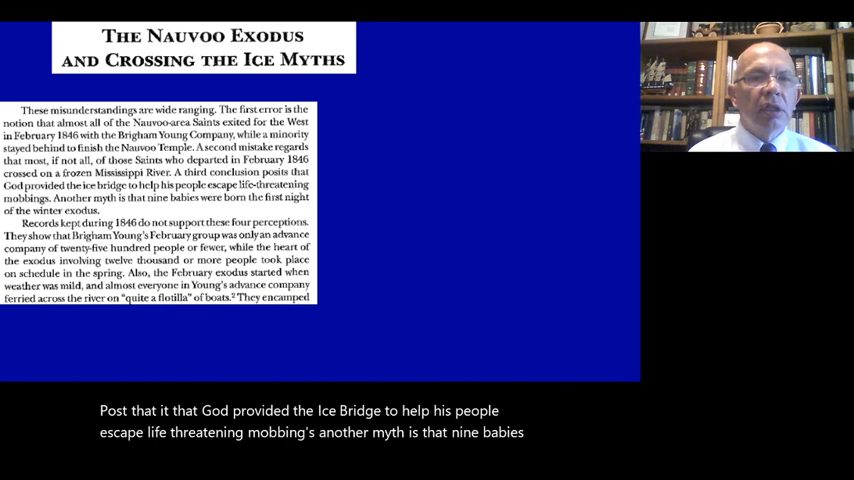 THE NAUVOO EXODUS
AND CROSSING THE ICE MYTHS
These misunderstandings are wide ranging. The first error is the
notion that almost all of the Nauvoo-area Saints exited for the West
in February 1846 with the Brigham Young Company, while a minority
stayed behind to finish the Nauvoo Temple. A second mistake regards
that most, if not all, of those Saints who departed in February 1846
crossed on a frozen Mississippi River. A third conclusion posits that
God provided the ice bridge to help his people escape life-threatening
mobbings. Another myth is that nine babies were born the first night
of the winter exodus.
Records kept during 1846 do not support these four perceptions.
They show that Brigham Young's February group was only an advance
company of twenty-five hundred people or fewer, while the heart of
the exodus involving twelve thousand or more people took place
on schedule in the spring. Also, the February exodus started when
weather was mild, and almost everyone in Young's advance company
ferried across the river on "quite a flotilla" of boats.² They encamped
Post that it that God provided the Ice Bridge to help his people
escape life threatening mobbing's another myth is that nine babies